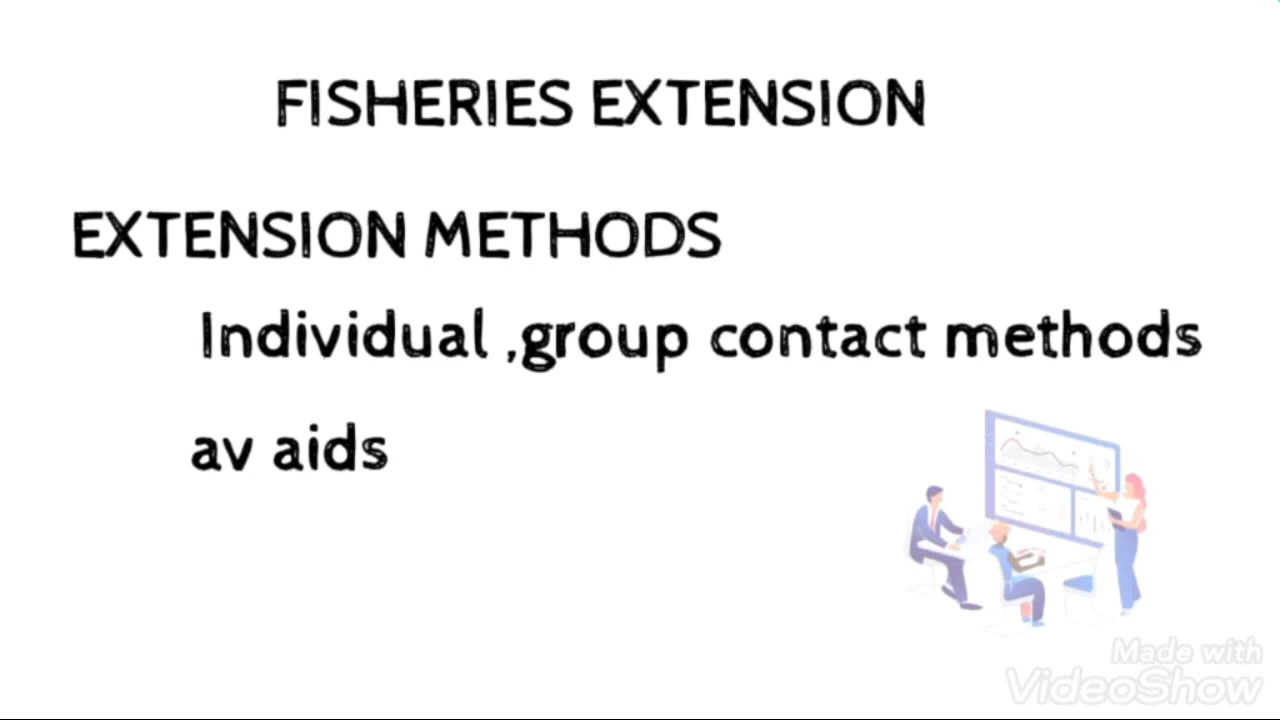 FISHERIES EXTENSION
EXTENSION METHODS
Individual ,group contact methods
av aids
Made with
VideoShow